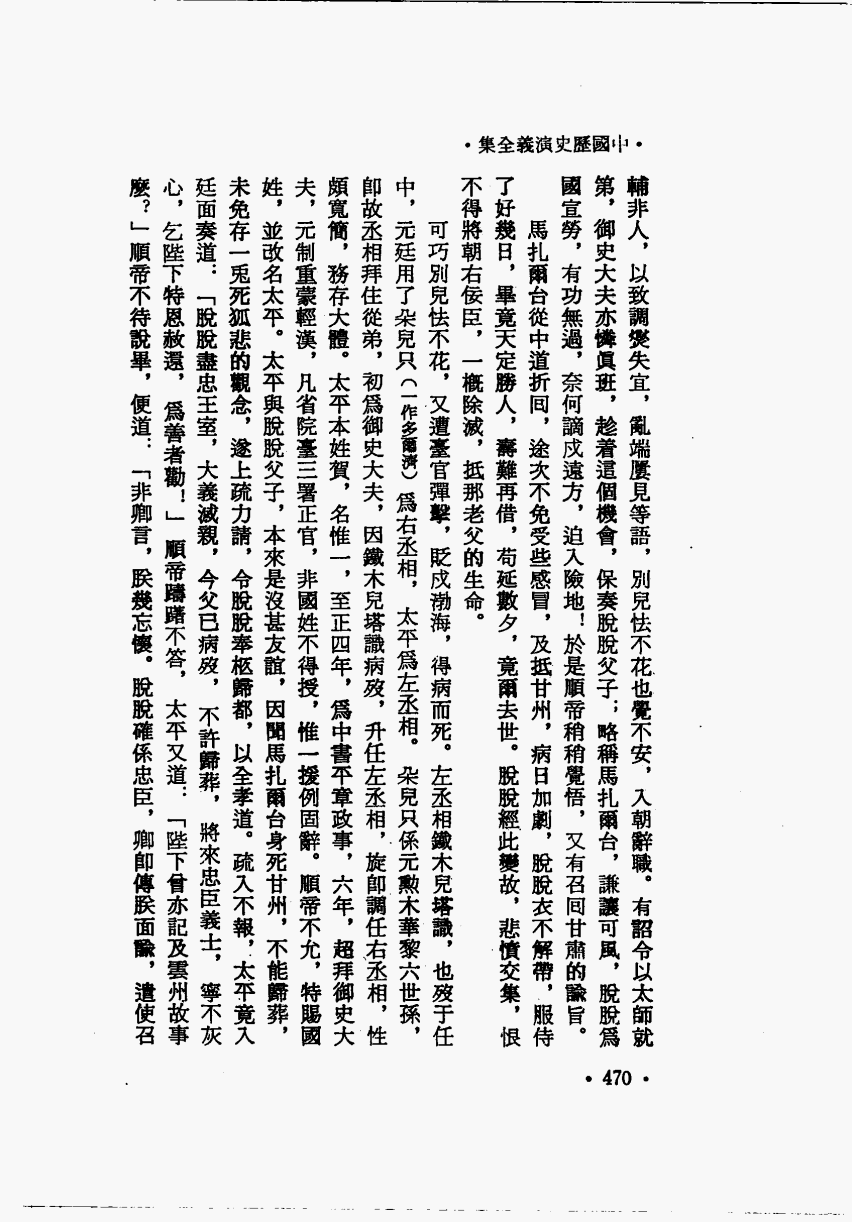 •中國歷史演義全集•
輔非人，以致調燮失宜，亂端屢見等語，別兒怯不花也覺不安，入朝辭職。有詔令以太師就
第，御史大夫亦憐眞班，趁着這個機會，保奏脫脫父子；略稱馬扎爾台，謙讓可風，脫脫爲
國宣勞，有功無過，奈何謫戍遠方，迫入險地！於是順帝稍稍覺悟，又有召囘甘肅的諭旨。
馬扎爾台從中道折囘，途次不免受些感冒，及抵甘州，病日加劇，脫脫衣不解帶，服侍
了好幾日，畢竟天定勝人，壽難再借，苟延數夕，竟爾去世。脫脫經此變故，悲憤交集，恨
不得將朝右佞臣，一概除滅，抵那老父的生命。
可巧別兒怯不花，又遭臺官彈擊，貶戍渤海，得病而死。左丞相鐵木兒塔識，也歿于任
中，元廷用了朵兒只（一作多爾濟）爲右丞相，太平爲左丞相。朵兒只係元勲木華黎六世孫，
卽故丞相拜住從弟，初爲御史大夫，因鐵木兒塔識病歿，升任左丞相，旋卽調任右丞相，性
頗寬簡，務存大體。太平本姓賀，名惟一，至正四年，爲中書平章政事，六年，超拜御史大
夫，元制重蒙輕漢，凡省院臺三署正官，非國姓不得授，惟一援例固辭。順帝不允，特賜國
姓，並改名太平。太平與脫脫父子，本來是沒甚友誼，因聞馬扎爾台身死甘州，不能歸葬，
未免存一兎死狐悲的觀念，遂上疏力請，令脫脫奉柩歸都，以全孝道。疏入不報，太平竟入
廷面奏道：「脫脫盡忠王室，大義滅親，今父已病歿，不許歸葬，將來忠臣義士，寧不灰
心，乞陛下特恩赦還，爲善者勸！」順帝躊躇不答，太平又道：「陛下曾亦記及雲州故事
麼？」順帝不待說畢，便道：「非卿言，朕幾忘懷。脫脫確係忠臣，卿卽傳朕面諭，遣使召
•470•